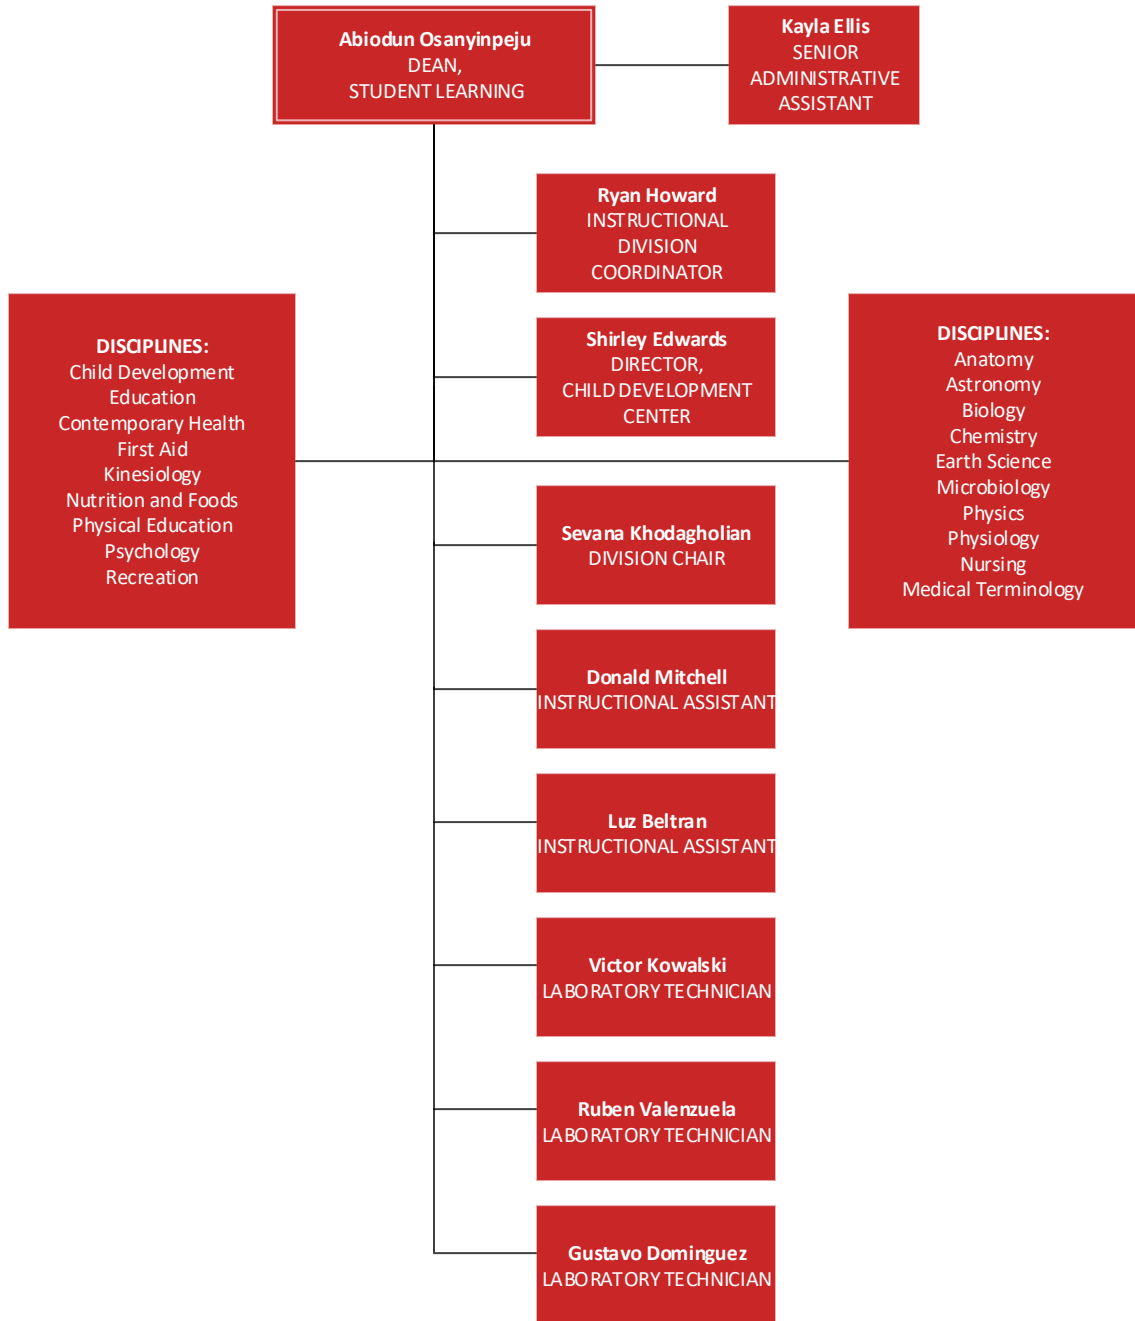 Abiodun Osanyinpeju
DEAN,
STUDENT LEARNING
Kayla Ellis
SENIOR
ADMINISTRATIVE
ASSISTANT
Ryan Howard
INSTRUCTIONAL
DIVISION
COORDINATOR
DISCIPLINES:
Child Development
Education
Contemporary Health
First Aid
Kinesiology
Nutrition and Foods
Physical Education
Psychology
Recreation
Shirley Edwards
DIRECTOR,
CHILD DEVELOPMENT
CENTER
DISCIPLINES:
Anatomy
Astronomy
Biology
Chemistry
Earth Science
Microbiology
Physics
Physiology
Nursing
Medical Terminology
Sevana Khodagholian
DIVISION CHAIR
Donald Mitchell
INSTRUCTIONAL ASSISTANT
Luz Beltran
INSTRUCTIONAL ASSISTANT
Victor Kowalski
LABORATORY TECHNICIAN
Ruben Valenzuela
LABORATORY TECHNICIAN
Gustavo Dominguez
LABORATORY TECHNICIAN